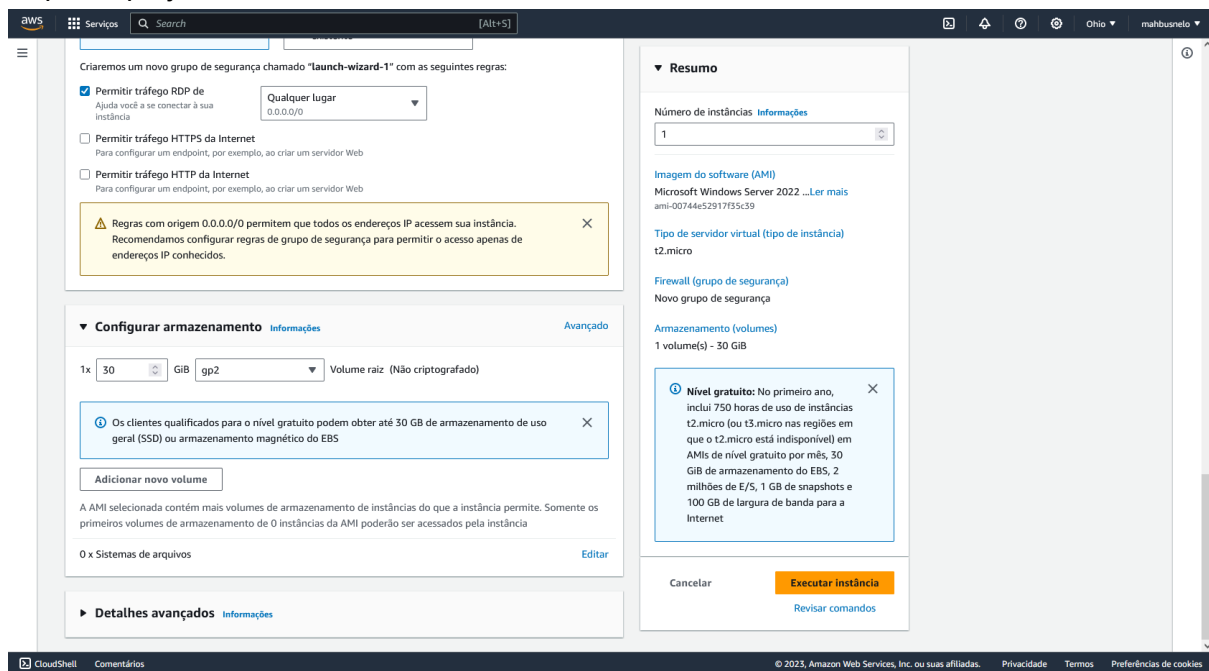 aws
Serviços
Search
[Alt+S]
Ohio
mahbusnelo
Criaremos um novo grupo de segurança chamado "launch-wizard-1" com as seguintes regras:
Permitir tráfego RDP de
Ajuda você a se conectar à sua
instância
Qualquer lugar
0.0.0.0/0
Permitir tráfego HTTPS da Internet
Para configurar um endpoint, por exemplo, ao criar um servidor Web
Permitir tráfego HTTP da Internet
Para configurar um endpoint, por exemplo, ao criar um servidor Web
Regras com origem 0.0.0.0/0 permitem que todos os endereços IP acessem sua instância.
Recomendamos configurar regras de grupo de segurança para permitir o acesso apenas de
endereços IP conhecidos.
Configurar armazenamento Informações
Avançado
1x 30 GiB gp2 Volume raiz (Não criptografado)
Os clientes qualificados para o nível gratuito podem obter até 30 GB de armazenamento de uso
geral (SSD) ou armazenamento magnético do EBS
Adicionar novo volume
A AMI selecionada contém mais volumes de armazenamento de instâncias do que a instância permite. Somente os
primeiros volumes de armazenamento de 0 instâncias da AMI poderão ser acessados pela instância
0 x Sistemas de arquivos
Editar
Detalhes avançados Informações
Resumo
Número de instâncias Informações
1
Imagem do software (AMI)
Microsoft Windows Server 2022 ...Ler mais
ami-00744e52917f35c39
Tipo de servidor virtual (tipo de instância)
t2.micro
Firewall (grupo de segurança)
Novo grupo de segurança
Armazenamento (volumes)
1 volume(s) - 30 GiB
Nível gratuito: No primeiro ano,
inclui 750 horas de uso de instâncias
t2.micro (ou t3.micro nas regiões em
que o t2.micro está indisponível) em
AMIs de nível gratuito por mês, 30
GiB de armazenamento do EBS, 2
milhões de E/S, 1 GB de snapshots e
100 GB de largura de banda para a
Internet
Cancelar
Executar instância
Revisar comandos
CloudShell
Comentários
© 2023, Amazon Web Services, Inc. ou suas afiliadas.
Privacidade
Termos
Preferências de cookies